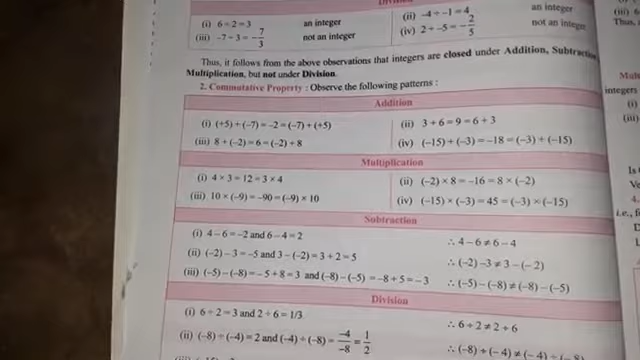 Division
(i) 6 ÷ 2 = 3 an integer (ii) -4 ÷ -1 = 4 an integer
(iii) -7 ÷ 3 = -7/3 not an integer (iv) 2 ÷ -5 = -2/5 not an integer
Thus, it follows from the above observations that integers are closed under Addition, Subtraction
Multiplication, but not under Division.
2. Commutative Property : Observe the following patterns :
Addition
(i) (+5) + (-7) = -2 = (-7) + (+5) (ii) 3 + 6 = 9 = 6 + 3
(iii) 8 + (-2) = 6 = (-2) + 8 (iv) (-15) + (-3) = -18 = (-3) + (-15)
Multiplication
(i) 4 × 3 = 12 = 3 × 4 (ii) (-2) × 8 = -16 = 8 × (-2)
(iii) 10 × (-9) = -90 = (-9) × 10 (iv) (-15) × (-3) = 45 = (-3) × (-15)
Subtraction
(i) 4 - 6 = -2 and 6 - 4 = 2 ∴ 4 - 6 ≠ 6 - 4
(ii) (-2) - 3 = -5 and 3 - (-2) = 3 + 2 = 5 ∴ (-2) - 3 ≠ 3 - (-2)
(iii) (-5) - (-8) = -5 + 8 = 3 and (-8) - (-5) = -8 + 5 = -3 ∴ (-5) - (-8) ≠ (-8) - (-5)
Division
(i) 6 ÷ 2 = 3 and 2 ÷ 6 = 1/3 ∴ 6 ÷ 2 ≠ 2 ÷ 6
(ii) (-8) ÷ (-4) = 2 and (-4) ÷ (-8) = -4/-8 = 1/2 ∴ (-8) ÷ (-4) ≠ (-4) ÷ (-8)
integers
(i)
(iii)
4.
i.e.,